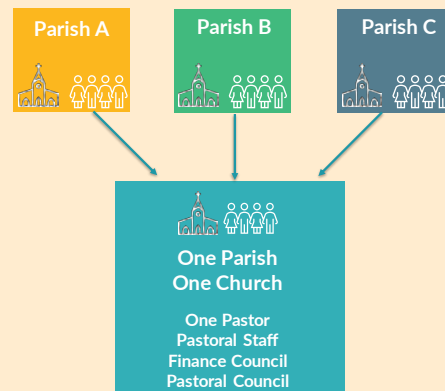 Parish A
Parish B
Parish C
One Parish
One Church
One Pastor
Pastoral Staff
Finance Council
Pastoral Council